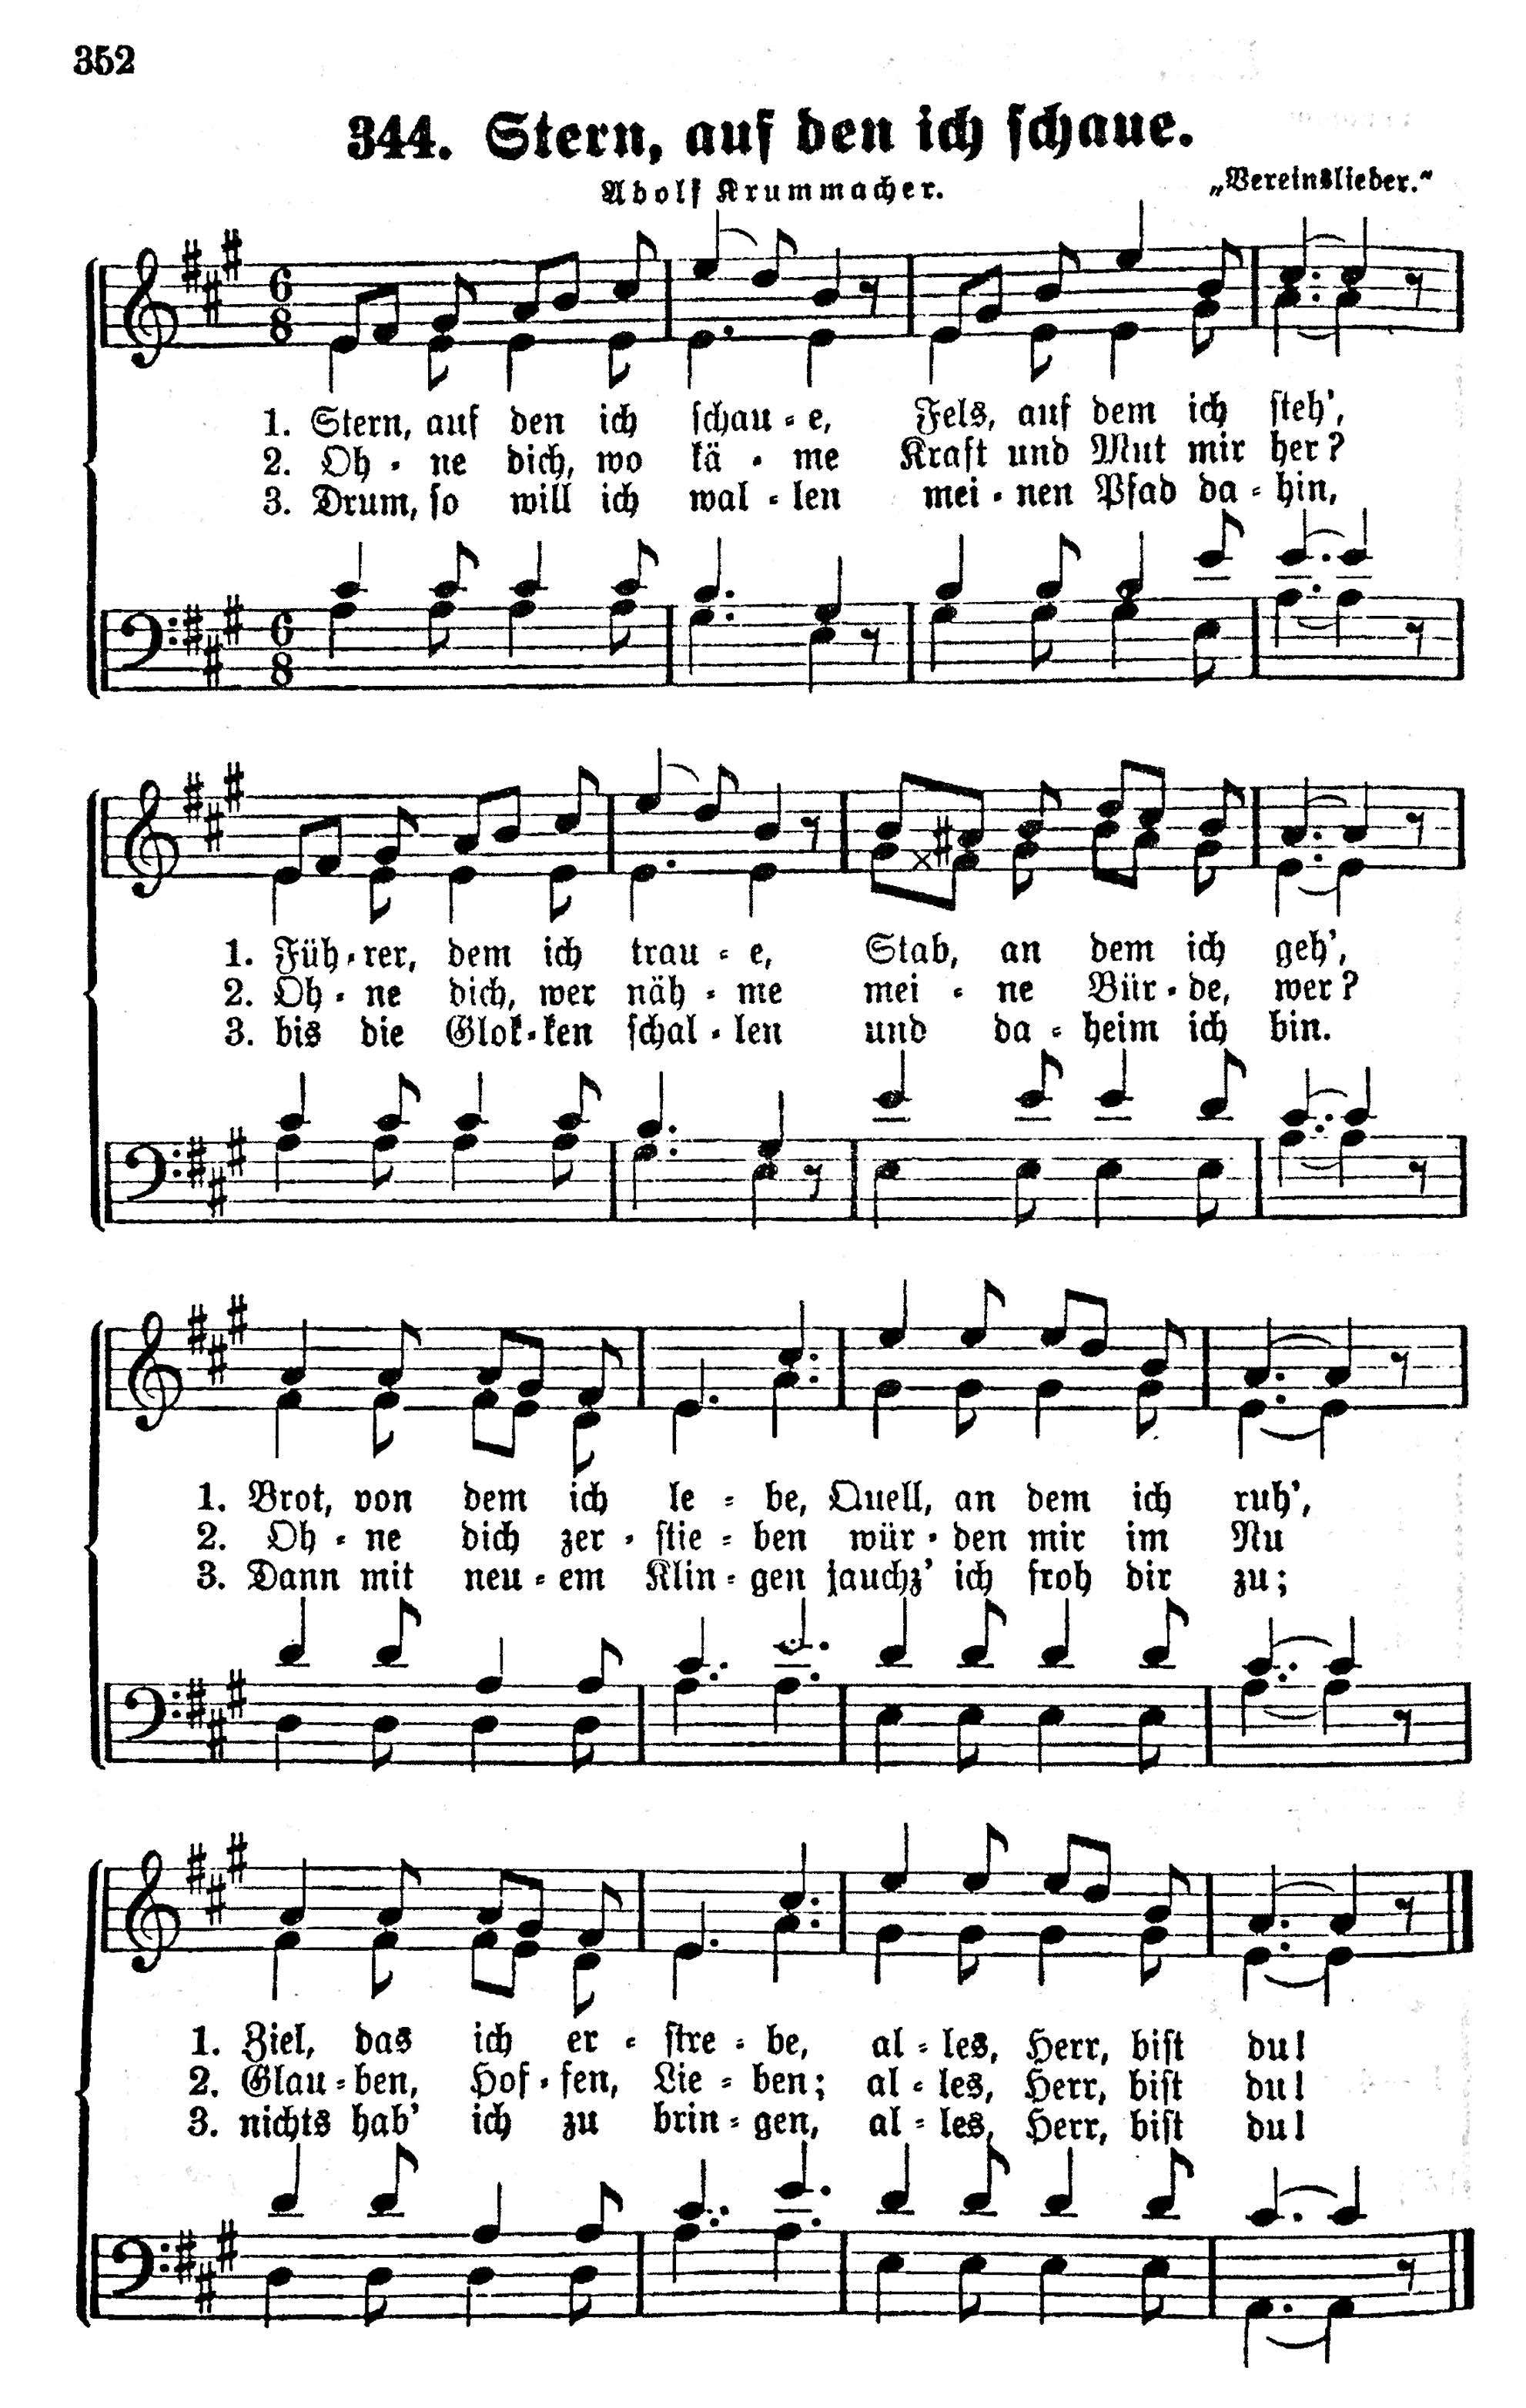 352
344. Stern, auf den ich schaue.
Adolf Krummacher.
„Vereinslieder.“
6
8
1. Stern, auf den ich schau-e, Fels, auf dem ich steh',
2. Oh-ne dich, wo kä-me Kraft und Mut mir her?
3. Drum, so will ich wal-len mei-nen Pfad da-hin,
6
8
1. Füh-rer, dem ich trau-e, Stab, an dem ich geh',
2. Oh-ne dich, wer näh-me mei-ne Bür-de, wer?
3. bis die Glok-ken schal-len und da-heim ich bin.
1. Brot, von dem ich le-be, Quell, an dem ich ruh',
2. Oh-ne dich zer-stie-ben wür-den mir im Nu
3. Dann mit neu-em Klin-gen jauchz' ich froh dir zu;
1. Ziel, das ich er-stre-be, al-les, Herr, bist du!
2. Glau-ben, Hof-fen, Lie-ben; al-les, Herr, bist du!
3. nichts hab' ich zu brin-gen, al-les, Herr, bist du!